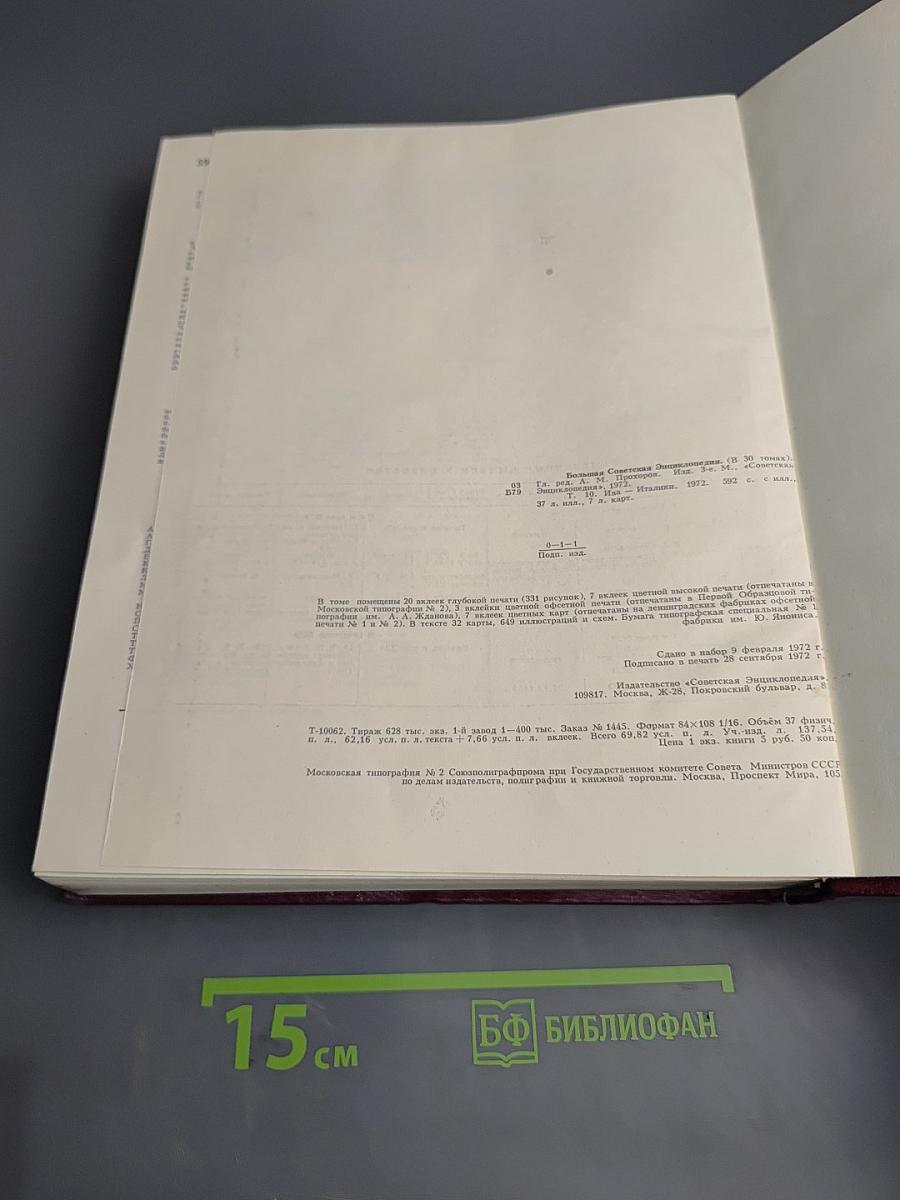 Большая Советская Энциклопедия. (В 30 томах).
03 Гл. ред. А. М. Прохоров. Изд. 3-е. М., «Советская
Б79 Энциклопедия», 1972.
Т. 10. Ива — Италики. 1972. 592 с. с илл.,
37 л. илл., 7 л. карт.
0—1—1
Подп. изд.
В томе помещены 20 вклеек глубокой печати (331 рисунок), 7 вклеек цветной высокой печати (отпечатаны в
Московской типографии № 2), 3 вклейки цветной офсетной печати (отпечатаны в Первой Образцовой ти-
пографии им. А. А. Жданова), 7 вклеек цветных карт (отпечатаны на ленинградских фабриках офсетной
печати № 1 и № 2). В тексте 32 карты, 649 иллюстраций и схем. Бумага типографская специальная № 1
фабрики им. Ю. Янониса.
Сдано в набор 9 февраля 1972 г.
Подписано в печать 28 сентября 1972 г.
Издательство «Советская Энциклопедия».
109817. Москва, Ж-28, Покровский бульвар, д. 8.
Т-10062. Тираж 628 тыс. экз. 1-й завод 1—400 тыс. Заказ № 1445. Формат 84×108 1/16. Объём 37 физич.
п. л., 62,16 усл. п. л. текста + 7,66 усл. п. л. вклеек. Всего 69,82 усл. п. л. Уч.-изд. л. 137,54.
Цена 1 экз. книги 5 руб. 50 коп.
Московская типография № 2 Союзполиграфпрома при Государственном комитете Совета Министров СССР
по делам издательств, полиграфии и книжной торговли. Москва, Проспект Мира, 105.
15 см
БФ БИБЛИОФАН